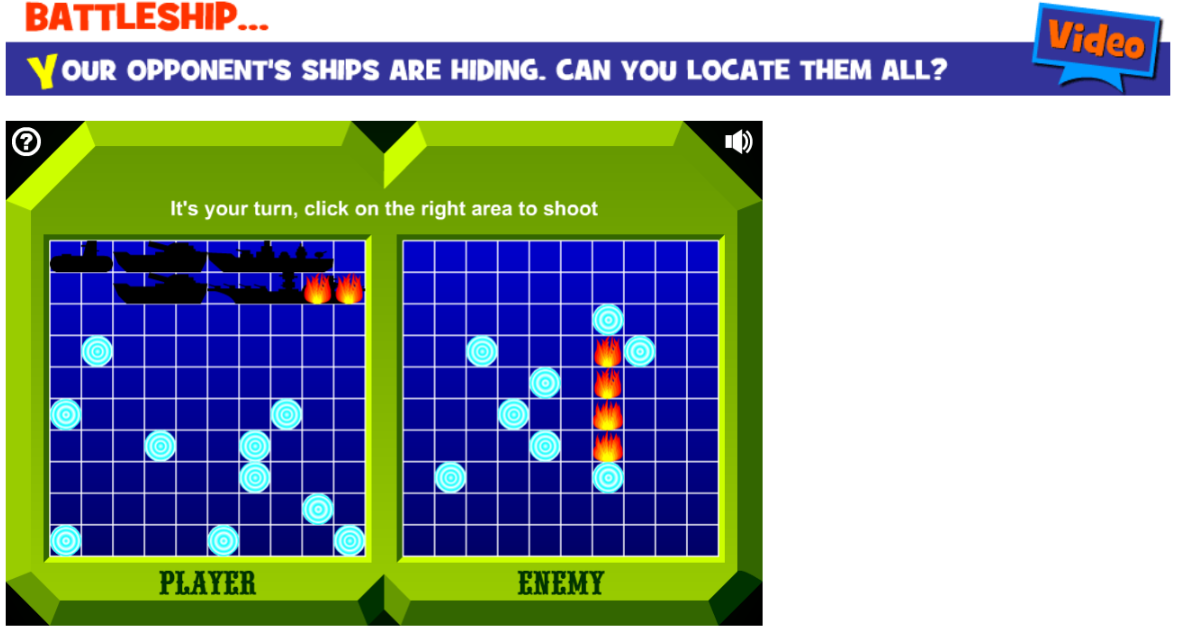 BATTLESHIP...
Video
YOUR OPPONENT'S SHIPS ARE HIDING. CAN YOU LOCATE THEM ALL?
?
It's your turn, click on the right area to shoot
PLAYER
ENEMY